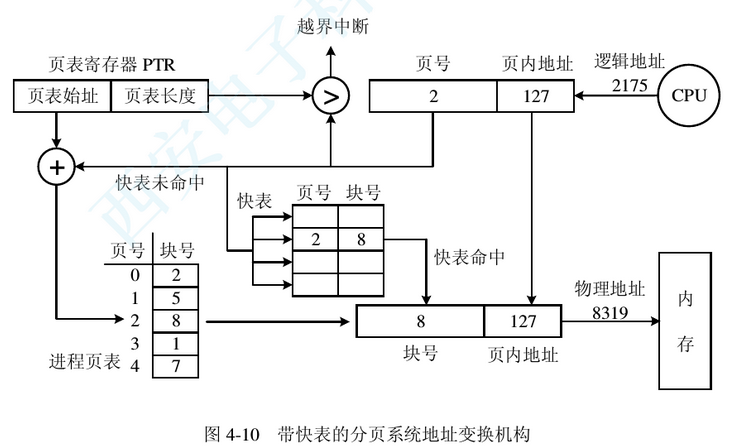 越界中断
页表寄存器 PTR
页表始址 页表长度
>
页号 页内地址
2 127
逻辑地址
2175
CPU
+
快表未命中
快表
页号 块号
2 8
快表命中
页号 块号
0 2
1 5
2 8
3 1
4 7
进程页表
8 127
块号 页内地址
物理地址
8319
内
存
图 4-10 带快表的分页系统地址变换机构
西安电子科